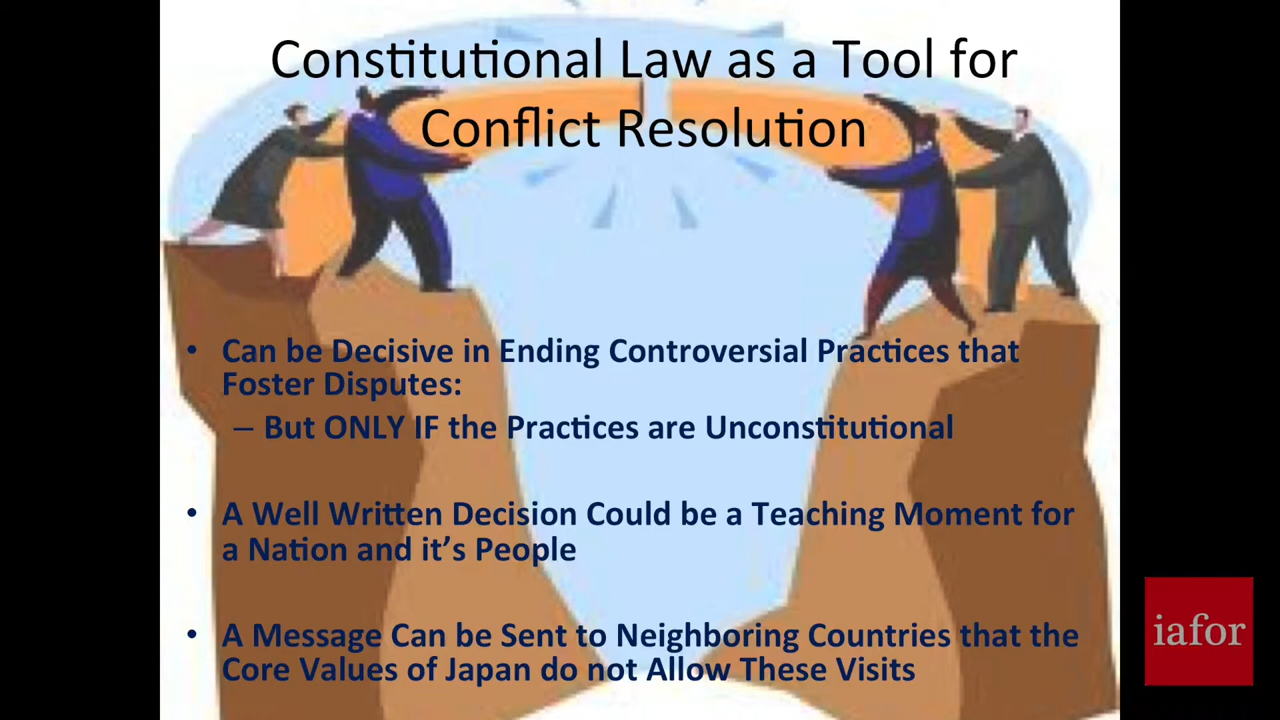 Constitutional Law as a Tool for
Conflict Resolution
• Can be Decisive in Ending Controversial Practices that
Foster Disputes:
– But ONLY IF the Practices are Unconstitutional
• A Well Written Decision Could be a Teaching Moment for
a Nation and it's People
• A Message Can be Sent to Neighboring Countries that the
Core Values of Japan do not Allow These Visits
iafor